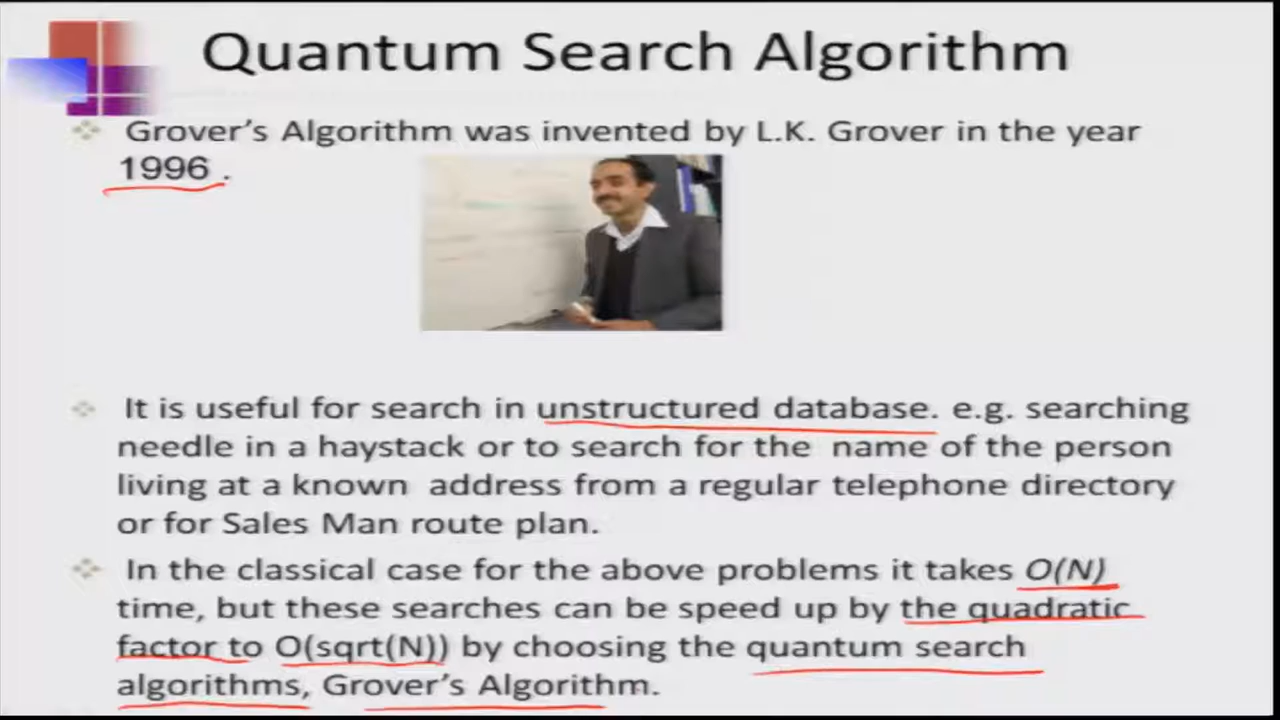 Quantum Search Algorithm
Grover's Algorithm was invented by L.K. Grover in the year
1996 .
It is useful for search in unstructured database. e.g. searching
needle in a haystack or to search for the name of the person
living at a known address from a regular telephone directory
or for Sales Man route plan.
In the classical case for the above problems it takes O(N)
time, but these searches can be speed up by the quadratic
factor to O(sqrt(N)) by choosing the quantum search
algorithms, Grover's Algorithm.